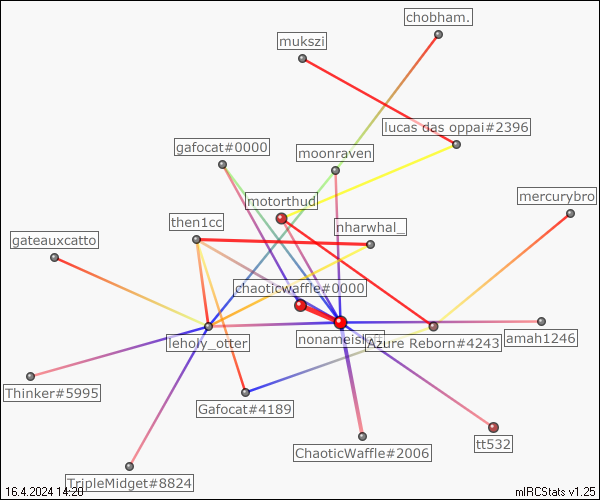 chobham.
mukszi
lucas das oppai#2396
gafocat#0000
moonraven
mercurybro
motorthud
then1cc
nharwhal_
gateauxcatto
chaoticwaffle#0000
leholy_otter
Azure Reborn#4243
amah1246
Thinker#5995
Gafocat#4189
tt532
ChaoticWaffle#2006
TripleMidget#8824
16.4.2024 14:20
mIRCStats v1.25